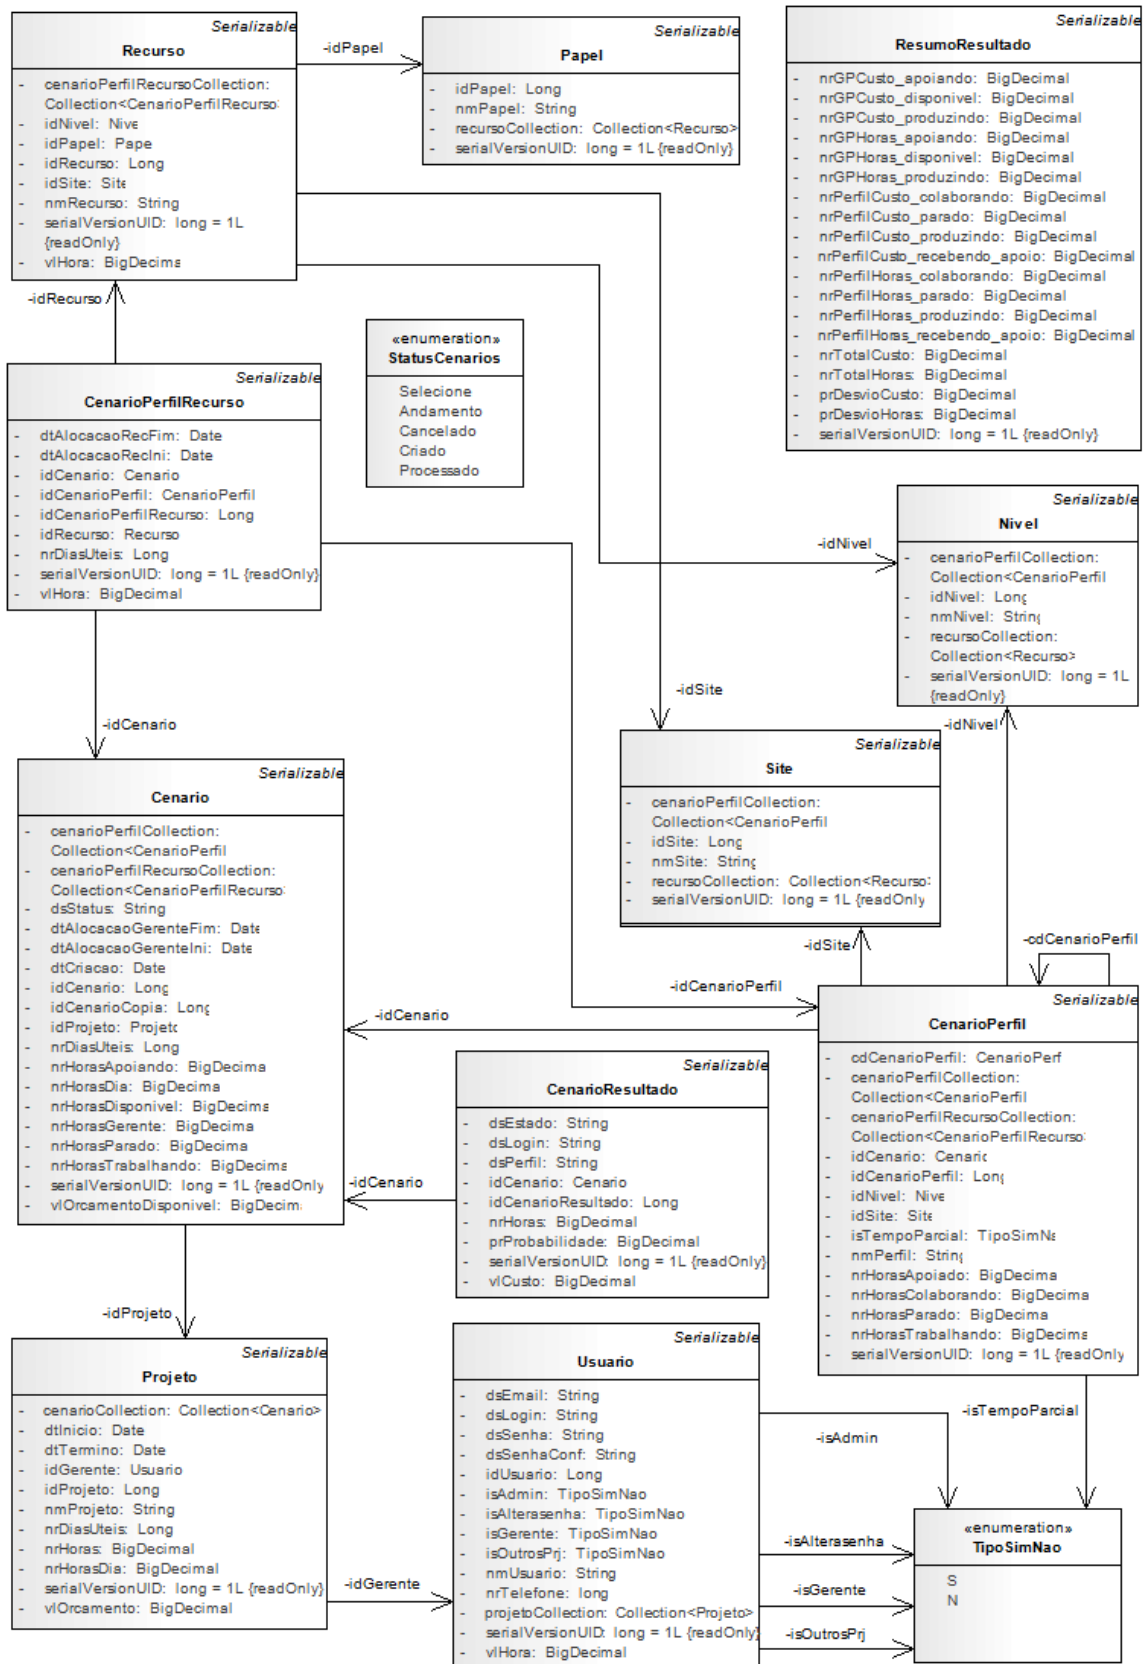 Serializable
Recurso
- cenarioPerfilRecursoCollection:
Collection<CenarioPerfilRecurso>
- idNivel: Nive
- idPapel: Pape
- idRecurso: Long
- idSite: Site
- nmRecurso: String
- serialVersionUID: long = 1L
{readOnly}
- vlHora: BigDecima
-idPapel
Serializable
Papel
- idPapel: Long
- nmPapel: String
- recursoCollection: Collection<Recurso>
- serialVersionUID: long = 1L {readOnly}
Serializable
ResumoResultado
- nrGPCusto_apoiando: BigDecimal
- nrGPCusto_disponivel: BigDecimal
- nrGPCusto_produzindo: BigDecimal
- nrGPHoras_apoiando: BigDecimal
- nrGPHoras_disponivel: BigDecimal
- nrGPHoras_produzindo: BigDecimal
- nrPerfilCusto_colaborando: BigDecimal
- nrPerfilCusto_parado: BigDecimal
- nrPerfilCusto_produzindo: BigDecimal
- nrPerfilCusto_recebendo_apoio: BigDecimal
- nrPerfilHoras_colaborando: BigDecimal
- nrPerfilHoras_parado: BigDecimal
- nrPerfilHoras_produzindo: BigDecimal
- nrPerfilHoras_recebendo_apoio: BigDecimal
- nrTotalCusto: BigDecimal
- nrTotalHoras: BigDecimal
- prDesvioCusto: BigDecimal
- prDesvioHoras: BigDecimal
- serialVersionUID: long = 1L {readOnly}
-idRecurso
«enumeration»
StatusCenarios
Selecione
Andamento
Cancelado
Criado
Processado
Serializable
CenarioPerfilRecurso
- dtAlocacaoRecFim: Date
- dtAlocacaoRecIni: Date
- idCenario: Cenario
- idCenarioPerfil: CenarioPerfil
- idCenarioPerfilRecurso: Long
- idRecurso: Recurso
- nrDiasUteis: Long
- serialVersionUID: long = 1L {readOnly}
- vlHora: BigDecimal
-idNivel
Serializable
Nivel
- cenarioPerfilCollection:
Collection<CenarioPerfil
- idNivel: Long
- nmNivel: String
- recursoCollection:
Collection<Recurso>
- serialVersionUID: long = 1L
{readOnly}
-idSite
-idCenario
-idNivel
Serializable
Site
- cenarioPerfilCollection:
Collection<CenarioPerfil
- idSite: Long
- nmSite: String
- recursoCollection: Collection<Recurso>
- serialVersionUID: long = 1L {readOnly
Serializable
Cenario
- cenarioPerfilCollection:
Collection<CenarioPerfil
- cenarioPerfilRecursoCollection:
Collection<CenarioPerfilRecurso>
- dsStatus: String
- dtAlocacaoGerenteFim: Date
- dtAlocacaoGerenteIni: Date
- dtCriacao: Date
- idCenario: Long
- idCenarioCopia: Long
- idProjeto: Projeto
- nrDiasUteis: Long
- nrHorasApoiando: BigDecima
- nrHorasDia: BigDecima
- nrHorasDisponivel: BigDecima
- nrHorasGerente: BigDecima
- nrHorasParado: BigDecima
- nrHorasTrabalhando: BigDecima
- serialVersionUID: long = 1L {readOnly
- vlOrcamentoDisponivel: BigDecim
-idSite
-cdCenarioPerfil
-idCenarioPerfil
-idCenario
Serializable
CenarioPerfil
- cdCenarioPerfil: CenarioPerf
- cenarioPerfilCollection:
Collection<CenarioPerfil
- cenarioPerfilRecursoCollection:
Collection<CenarioPerfilRecurso>
- idCenario: Cenario
- idCenarioPerfil: Long
- idNivel: Nive
- idSite: Site
- isTempoParcial: TipoSimNa
- nmPerfil: String
- nrHorasApoiado: BigDecima
- nrHorasColaborando: BigDecima
- nrHorasParado: BigDecima
- nrHorasTrabalhando: BigDecima
- serialVersionUID: long = 1L {readOnly
Serializable
CenarioResultado
- dsEstado: String
- dsLogin: String
- dsPerfil: String
- idCenario: Cenario
- idCenarioResultado: Long
- nrHoras: BigDecimal
- prProbabilidade: BigDecimal
- serialVersionUID: long = 1L {readOnly}
- vlCusto: BigDecimal
-idCenario
-idProjeto
Serializable
Projeto
- cenarioCollection: Collection<Cenario>
- dtInicio: Date
- dtTermino: Date
- idGerente: Usuario
- idProjeto: Long
- nmProjeto: String
- nrDiasUteis: Long
- nrHoras: BigDecimal
- nrHorasDia: BigDecimal
- serialVersionUID: long = 1L {readOnly}
- vlOrcamento: BigDecimal
-idGerente
Serializable
Usuario
- dsEmail: String
- dsLogin: String
- dsSenha: String
- dsSenhaConf: String
- idUsuario: Long
- isAdmin: TipoSimNao
- isAlterasenha: TipoSimNao
- isGerente: TipoSimNao
- isOutrosPrj: TipoSimNao
- nmUsuario: String
- nrTelefone: long
- projetoCollection: Collection<Projeto>
- serialVersionUID: long = 1L {readOnly}
- vlHora: BigDecimal
-isTempoParcial
-isAdmin
-isAlterasenha
-isGerente
-isOutrosPrj
«enumeration»
TipoSimNao
S
N